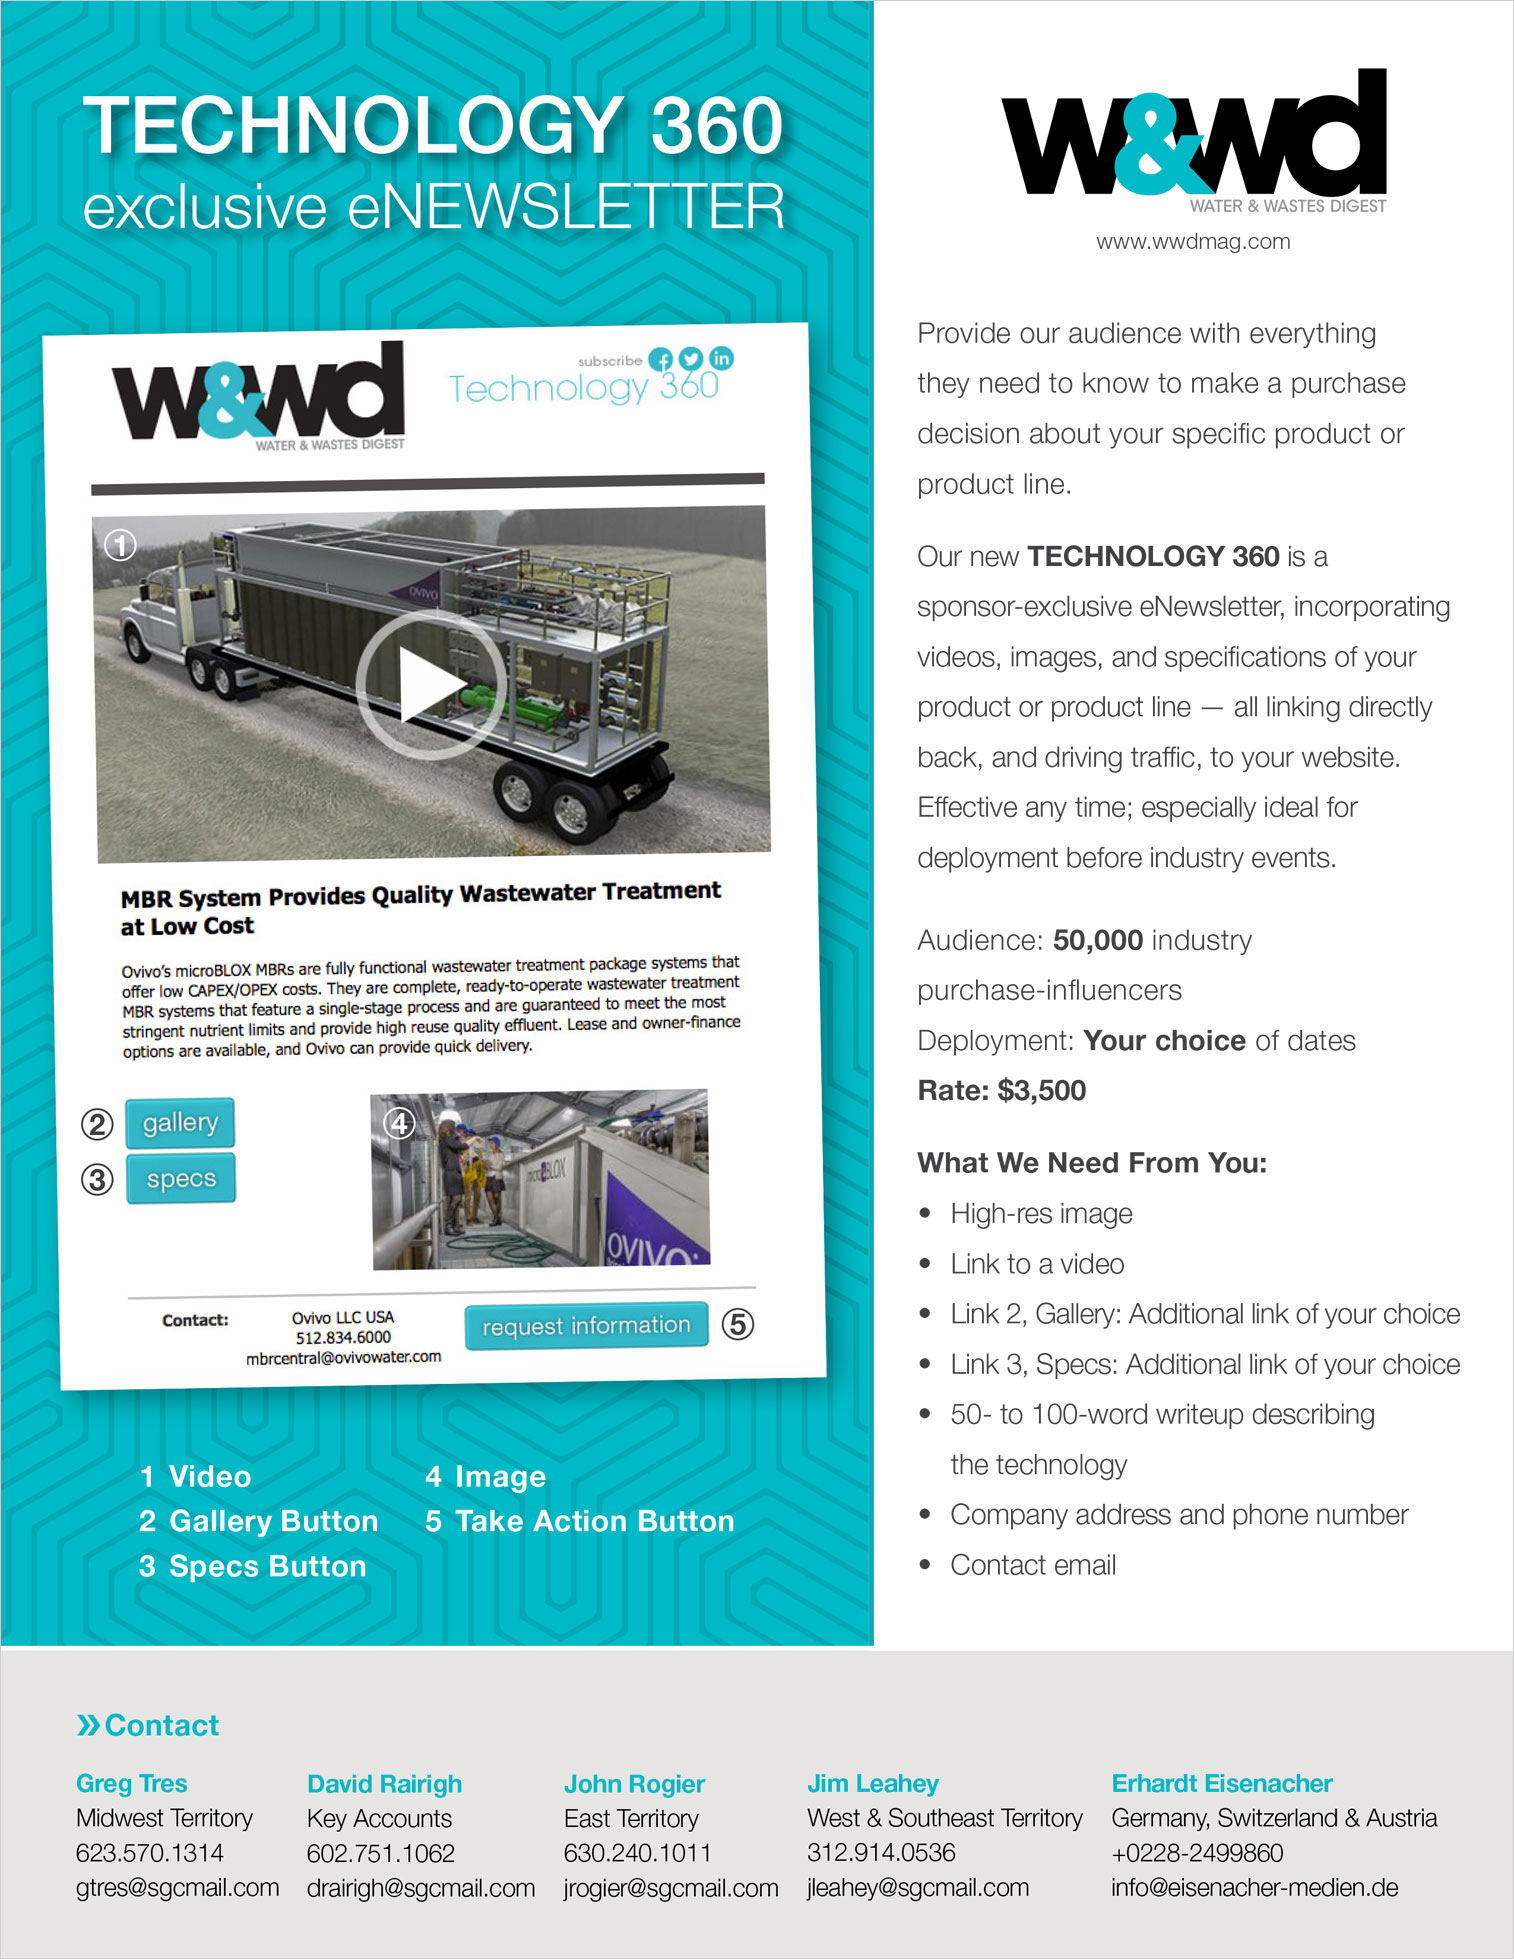 TECHNOLOGY 360
exclusive eNEWSLETTER
w&wd
WATER & WASTES DIGEST
subscribe
Technology 360
1
OVIVO
MBR System Provides Quality Wastewater Treatment
at Low Cost
Ovivo's microBLOX MBRs are fully functional wastewater treatment package systems that
offer low CAPEX/OPEX costs. They are complete, ready-to-operate wastewater treatment
MBR systems that feature a single-stage process and are guaranteed to meet the most
stringent nutrient limits and provide high reuse quality effluent. Lease and owner-finance
options are available, and Ovivo can provide quick delivery.
2 gallery
3 specs
4
microBLOX
OVIVO
Contact:
Ovivo LLC USA
512.834.6000
mbrcentral@ovivowater.com
request information 5
1 Video
2 Gallery Button
3 Specs Button
4 Image
5 Take Action Button
w&wd
WATER & WASTES DIGEST
www.wwdmag.com
Provide our audience with everything
they need to know to make a purchase
decision about your specific product or
product line.
Our new TECHNOLOGY 360 is a
sponsor-exclusive eNewsletter, incorporating
videos, images, and specifications of your
product or product line — all linking directly
back, and driving traffic, to your website.
Effective any time; especially ideal for
deployment before industry events.
Audience: 50,000 industry
purchase-influencers
Deployment: Your choice of dates
Rate: $3,500
What We Need From You:
• High-res image
• Link to a video
• Link 2, Gallery: Additional link of your choice
• Link 3, Specs: Additional link of your choice
• 50- to 100-word writeup describing
the technology
• Company address and phone number
• Contact email
» Contact
Greg Tres
Midwest Territory
623.570.1314
gtres@sgcmail.com
David Rairigh
Key Accounts
602.751.1062
drairigh@sgcmail.com
John Rogier
East Territory
630.240.1011
jrogier@sgcmail.com
Jim Leahey
West & Southeast Territory
312.914.0536
jleahey@sgcmail.com
Erhardt Eisenacher
Germany, Switzerland & Austria
+0228-2499860
info@eisenacher-medien.de